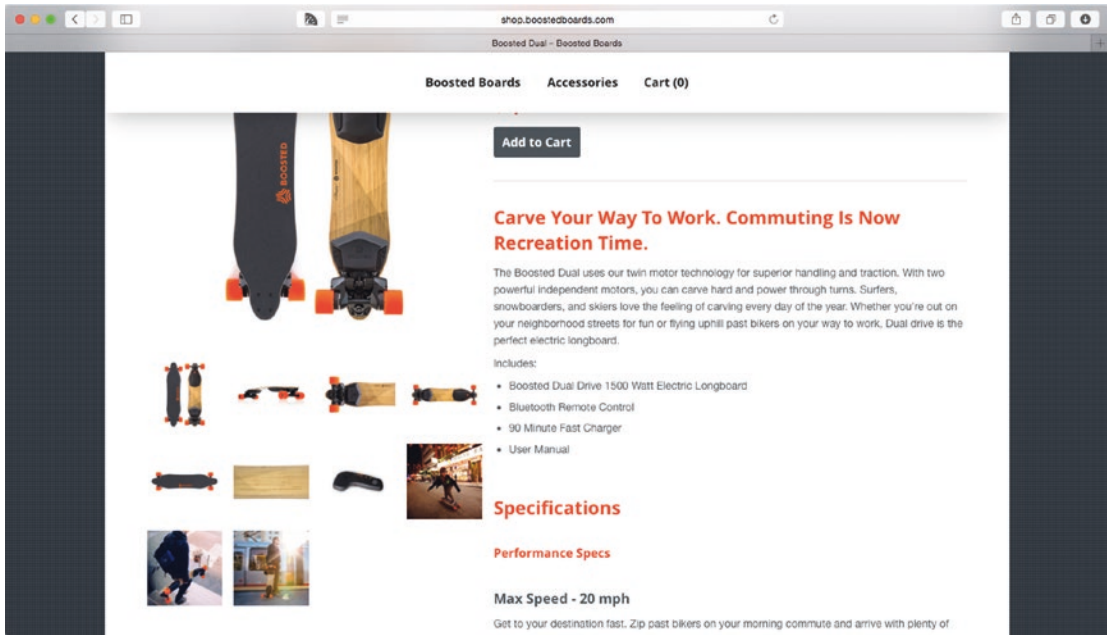 shop.boostedboards.com
Boosted Dual – Boosted Boards
Boosted Boards Accessories Cart (0)
BOOSTED
Add to Cart
Carve Your Way To Work. Commuting Is Now
Recreation Time.
The Boosted Dual uses our twin motor technology for superior handling and traction. With two
powerful independent motors, you can carve hard and power through turns. Surfers,
snowboarders, and skiers love the feeling of carving every day of the year. Whether you're out on
your neighborhood streets for fun or flying uphill past bikers on your way to work, Dual drive is the
perfect electric longboard.
Includes:
• Boosted Dual Drive 1500 Watt Electric Longboard
• Bluetooth Remote Control
• 90 Minute Fast Charger
• User Manual
Specifications
Performance Specs
Max Speed - 20 mph
Get to your destination fast. Zip past bikers on your morning commute and arrive with plenty of